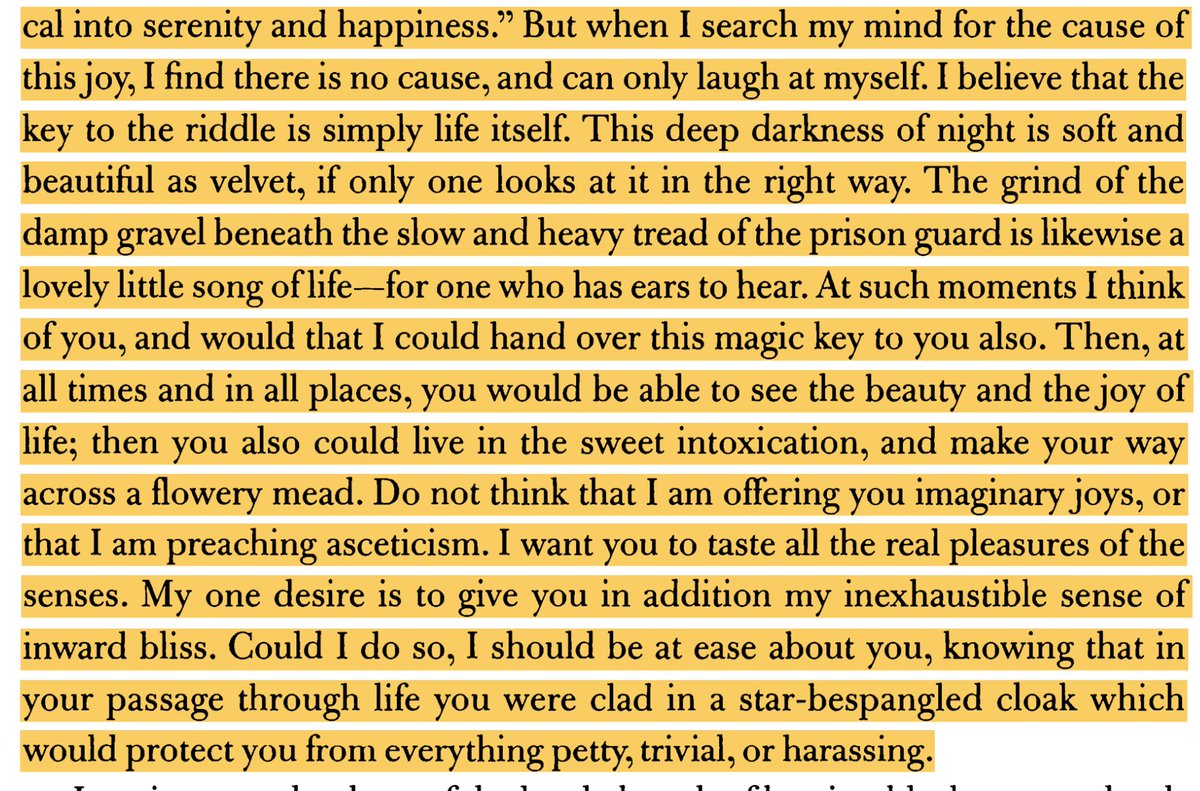 cal into serenity and happiness.” But when I search my mind for the cause of
this joy, I find there is no cause, and can only laugh at myself. I believe that the
key to the riddle is simply life itself. This deep darkness of night is soft and
beautiful as velvet, if only one looks at it in the right way. The grind of the
damp gravel beneath the slow and heavy tread of the prison guard is likewise a
lovely little song of life—for one who has ears to hear. At such moments I think
of you, and would that I could hand over this magic key to you also. Then, at
all times and in all places, you would be able to see the beauty and the joy of
life; then you also could live in the sweet intoxication, and make your way
across a flowery mead. Do not think that I am offering you imaginary joys, or
that I am preaching asceticism. I want you to taste all the real pleasures of the
senses. My one desire is to give you in addition my inexhaustible sense of
inward bliss. Could I do so, I should be at ease about you, knowing that in
your passage through life you were clad in a star-bespangled cloak which
would protect you from everything petty, trivial, or harassing.